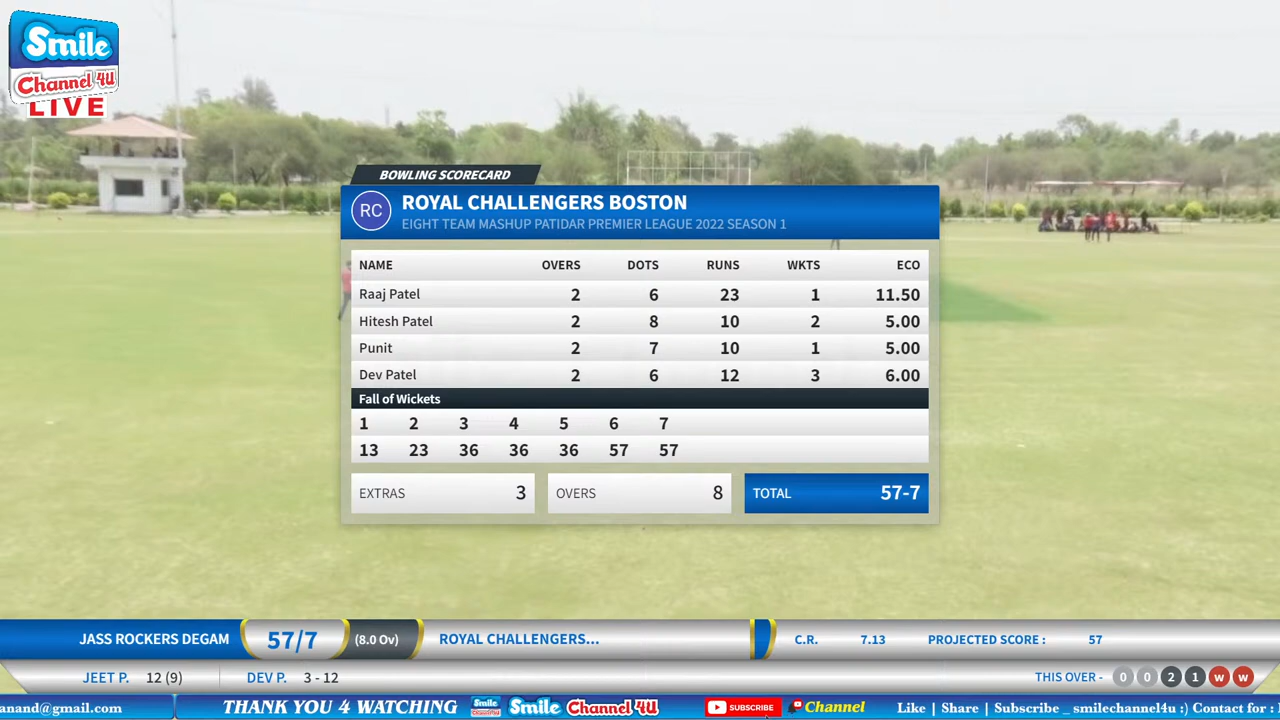 Smile
Channel 4U
LIVE
BOWLING SCORECARD
RC
ROYAL CHALLENGERS BOSTON
EIGHT TEAM MASHUP PATIDAR PREMIER LEAGUE 2022 SEASON 1
NAME OVERS DOTS RUNS WKTS ECO
Raaj Patel 2 6 23 1 11.50
Hitesh Patel 2 8 10 2 5.00
Punit 2 7 10 1 5.00
Dev Patel 2 6 12 3 6.00
Fall of Wickets
1 2 3 4 5 6 7
13 23 36 36 36 57 57
EXTRAS 3 OVERS 8 TOTAL 57-7
JASS ROCKERS DEGAM 57/7 (8.0 Ov) ROYAL CHALLENGERS... C.R. 7.13 PROJECTED SCORE : 57
JEET P. 12 (9) DEV P. 3 - 12 THIS OVER - 0 0 2 1 W W
anand@gmail.com THANK YOU 4 WATCHING Smile Channel 4U Smile Channel 4U SUBSCRIBE Channel Like | Share | Subscribe _ smilechannel4u :) Contact for :